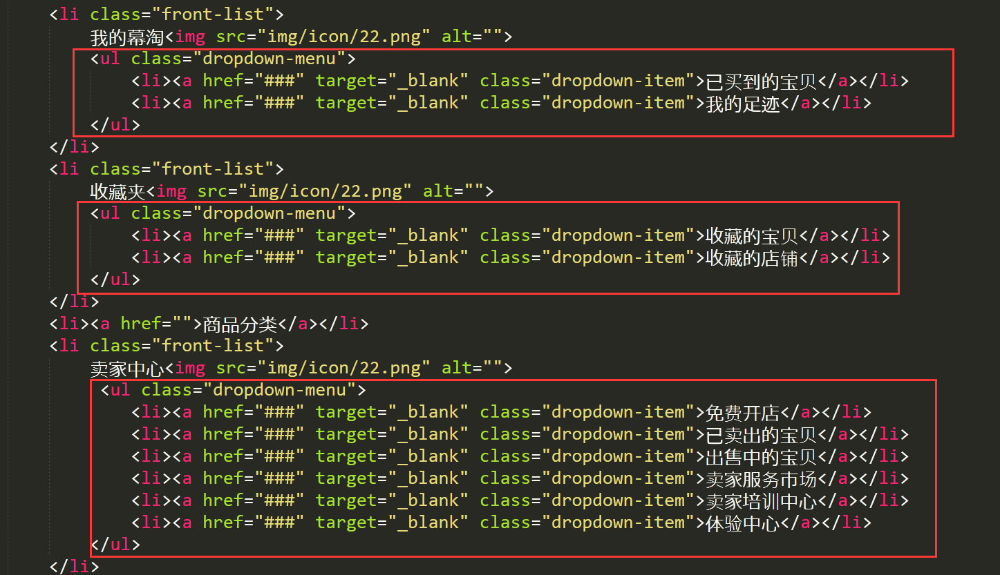 <li class="front-list">
我的幕淘<img src="img/icon/22.png" alt="">
<ul class="dropdown-menu">
<li><a href="###" target="_blank" class="dropdown-item">已买到的宝贝</a></li>
<li><a href="###" target="_blank" class="dropdown-item">我的足迹</a></li>
</ul>
</li>
<li class="front-list">
收藏夹<img src="img/icon/22.png" alt="">
<ul class="dropdown-menu">
<li><a href="###" target="_blank" class="dropdown-item">收藏的宝贝</a></li>
<li><a href="###" target="_blank" class="dropdown-item">收藏的店铺</a></li>
</ul>
</li>
<li><a href="">商品分类</a></li>
<li class="front-list">
卖家中心<img src="img/icon/22.png" alt="">
<ul class="dropdown-menu">
<li><a href="###" target="_blank" class="dropdown-item">免费开店</a></li>
<li><a href="###" target="_blank" class="dropdown-item">已卖出的宝贝</a></li>
<li><a href="###" target="_blank" class="dropdown-item">出售中的宝贝</a></li>
<li><a href="###" target="_blank" class="dropdown-item">卖家服务市场</a></li>
<li><a href="###" target="_blank" class="dropdown-item">卖家培训中心</a></li>
<li><a href="###" target="_blank" class="dropdown-item">体验中心</a></li>
</ul>
</li>